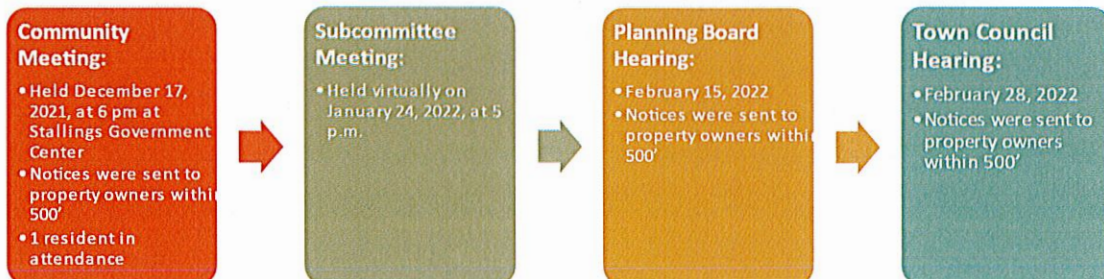 Community
Meeting:
• Held December 17,
2021, at 6 pm at
Stallings Government
Center
• Notices were sent to
property owners within
500’
• 1 resident in
attendance
Subcommittee
Meeting:
• Held virtually on
January 24, 2022, at 5
p.m.
Planning Board
Hearing:
• February 15, 2022
• Notices were sent to
property owners within
500’
Town Council
Hearing:
• February 28, 2022
• Notices were sent to
property owners
within 500’